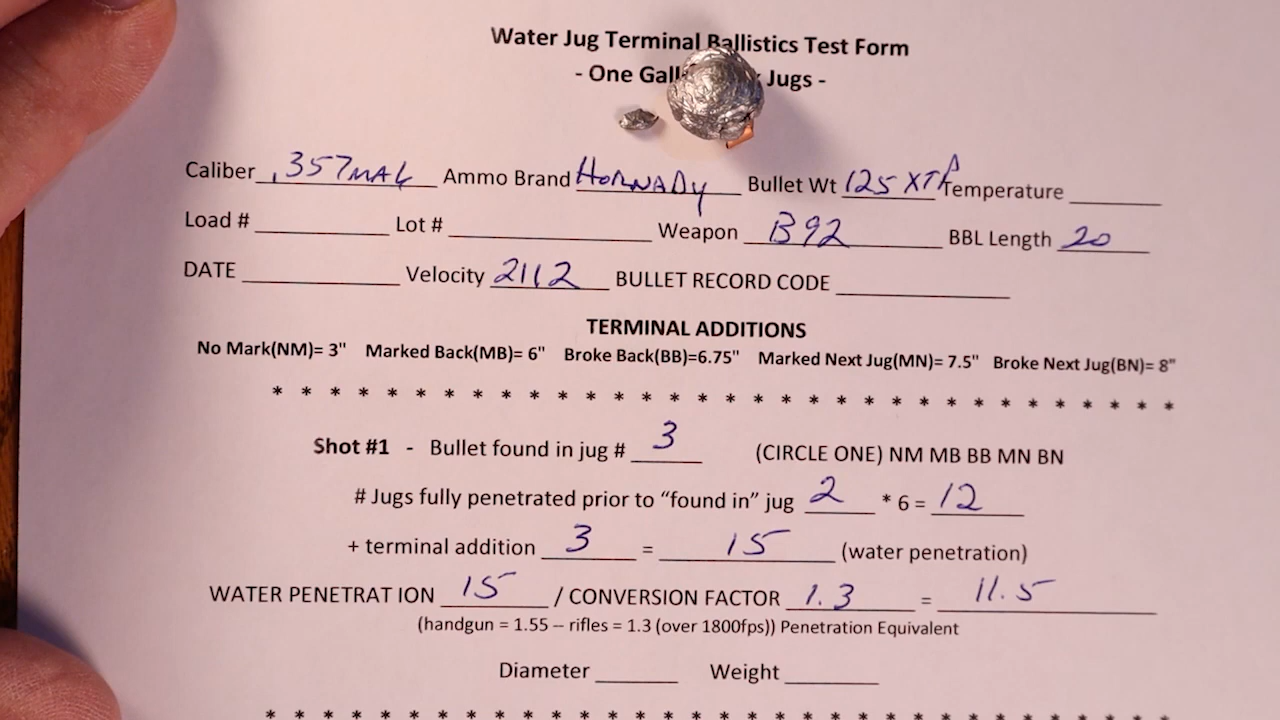 Water Jug Terminal Ballistics Test Form
- One Gall Jugs -
Caliber .357MAG Ammo Brand HORNADY Bullet Wt 125 XTP Temperature
Load # Lot # Weapon B92 BBL Length 20
DATE Velocity 2112 BULLET RECORD CODE
TERMINAL ADDITIONS
No Mark(NM)= 3" Marked Back(MB)= 6" Broke Back(BB)=6.75" Marked Next Jug(MN)= 7.5" Broke Next Jug(BN)= 8"
* * * * * * * * * * * * * * * * * * * * * * * * * * * * * * * *
Shot #1 - Bullet found in jug # 3 (CIRCLE ONE) NM MB BB MN BN
# Jugs fully penetrated prior to “found in” jug 2 * 6 = 12
+ terminal addition 3 = 15 (water penetration)
WATER PENETRAT ION 15 / CONVERSION FACTOR 1.3 = 11.5
(handgun = 1.55 – rifles = 1.3 (over 1800fps)) Penetration Equivalent
Diameter Weight
* * * * * * * * * * * * * * * * * * * * * * * * * * * * * * * *